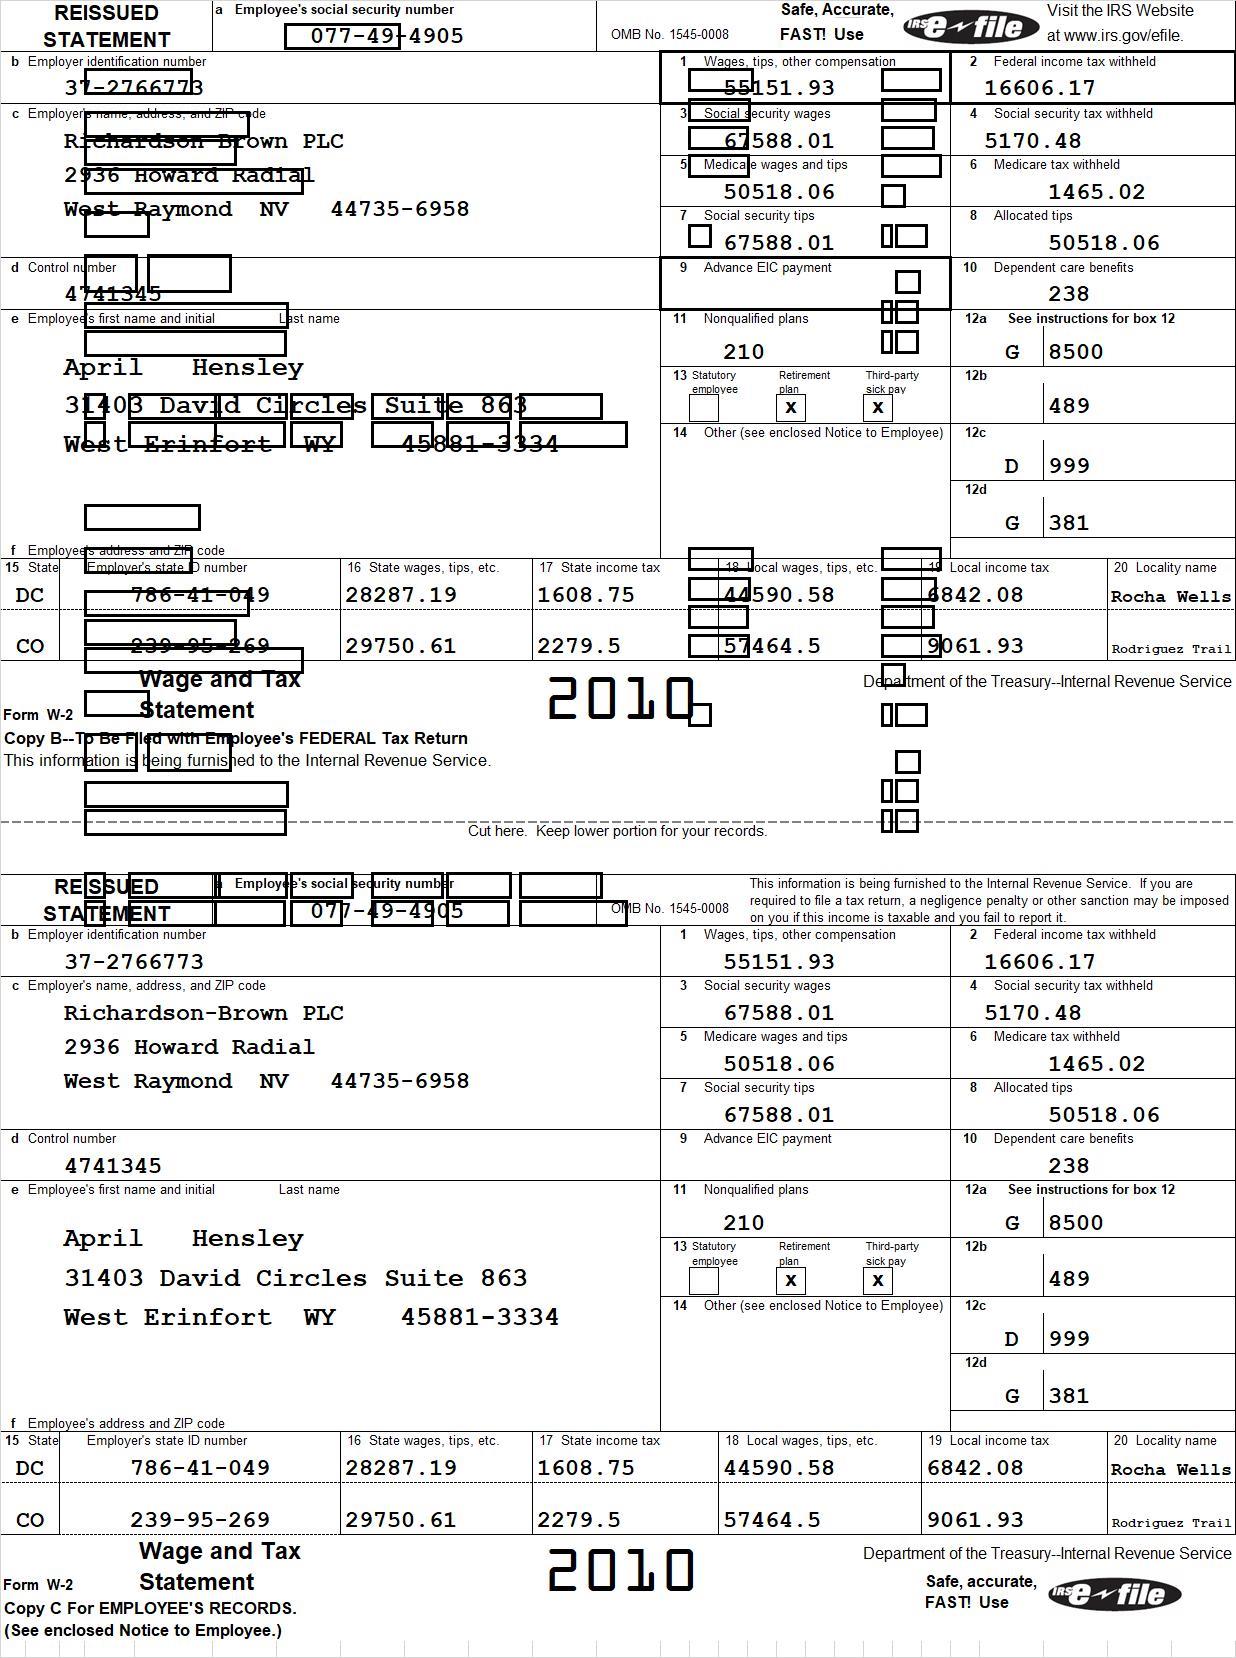 REISSUED STATEMENT
a Employee's social security number
077-49-4905
OMB No. 1545-0008
Safe, Accurate, FAST! Use
IRS e-file
Visit the IRS Website at www.irs.gov/efile.
b Employer identification number
37-2766773
1 Wages, tips, other compensation
55151.93
2 Federal income tax withheld
16606.17
c Employer's name, address, and ZIP code
Richardson-Brown PLC
2936 Howard Radial
West Raymond NV 44735-6958
3 Social security wages
67588.01
4 Social security tax withheld
5170.48
5 Medicare wages and tips
50518.06
6 Medicare tax withheld
1465.02
7 Social security tips
67588.01
8 Allocated tips
50518.06
d Control number
4741345
9 Advance EIC payment
10 Dependent care benefits
238
e Employee's first name and initial Last name
April Hensley
31403 David Circles Suite 863
West Erinfort WY 45881-3334
11 Nonqualified plans
210
12a See instructions for box 12
G 8500
13 Statutory employee Retirement plan Third-party sick pay
X X
12b
489
14 Other (see enclosed Notice to Employee)
12c
D 999
12d
G 381
f Employee's address and ZIP code
15 State Employer's state ID number 16 State wages, tips, etc. 17 State income tax 18 Local wages, tips, etc. 19 Local income tax 20 Locality name
DC 786-41-049 28287.19 1608.75 44590.58 6842.08 Rocha Wells
CO 239-95-269 29750.61 2279.5 57464.5 9061.93 Rodriguez Trail
Form W-2 Wage and Tax Statement
2010
Department of the Treasury--Internal Revenue Service
Copy B--To Be Filed with Employee's FEDERAL Tax Return
This information is being furnished to the Internal Revenue Service.
Cut here. Keep lower portion for your records.
REISSUED STATEMENT
a Employee's social security number
077-49-4905
OMB No. 1545-0008
This information is being furnished to the Internal Revenue Service. If you are
required to file a tax return, a negligence penalty or other sanction may be imposed
on you if this income is taxable and you fail to report it.
b Employer identification number
37-2766773
1 Wages, tips, other compensation
55151.93
2 Federal income tax withheld
16606.17
c Employer's name, address, and ZIP code
Richardson-Brown PLC
2936 Howard Radial
West Raymond NV 44735-6958
3 Social security wages
67588.01
4 Social security tax withheld
5170.48
5 Medicare wages and tips
50518.06
6 Medicare tax withheld
1465.02
7 Social security tips
67588.01
8 Allocated tips
50518.06
d Control number
4741345
9 Advance EIC payment
10 Dependent care benefits
238
e Employee's first name and initial Last name
April Hensley
31403 David Circles Suite 863
West Erinfort WY 45881-3334
11 Nonqualified plans
210
12a See instructions for box 12
G 8500
13 Statutory employee Retirement plan Third-party sick pay
X X
12b
489
14 Other (see enclosed Notice to Employee)
12c
D 999
12d
G 381
f Employee's address and ZIP code
15 State Employer's state ID number 16 State wages, tips, etc. 17 State income tax 18 Local wages, tips, etc. 19 Local income tax 20 Locality name
DC 786-41-049 28287.19 1608.75 44590.58 6842.08 Rocha Wells
CO 239-95-269 29750.61 2279.5 57464.5 9061.93 Rodriguez Trail
Form W-2 Wage and Tax Statement
2010
Department of the Treasury--Internal Revenue Service
Safe, accurate, FAST! Use
IRS e-file
Copy C For EMPLOYEE'S RECORDS.
(See enclosed Notice to Employee.)